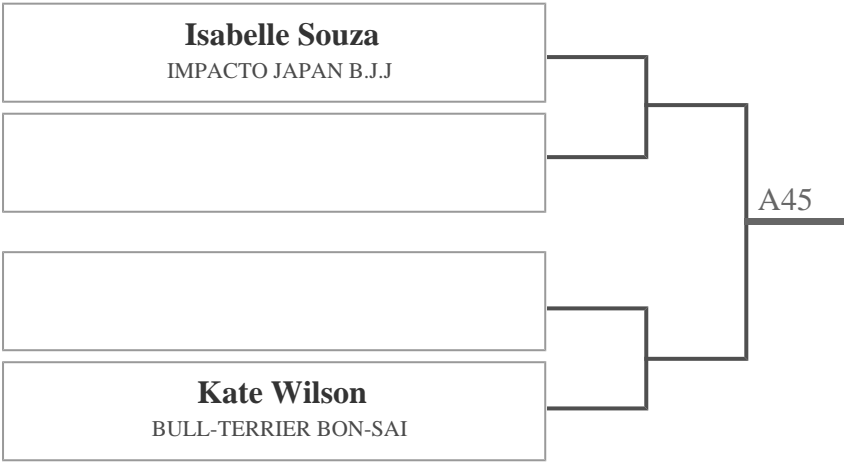 Isabelle Souza
IMPACTO JAPAN B.J.J
A45
Kate Wilson
BULL-TERRIER BON-SAI